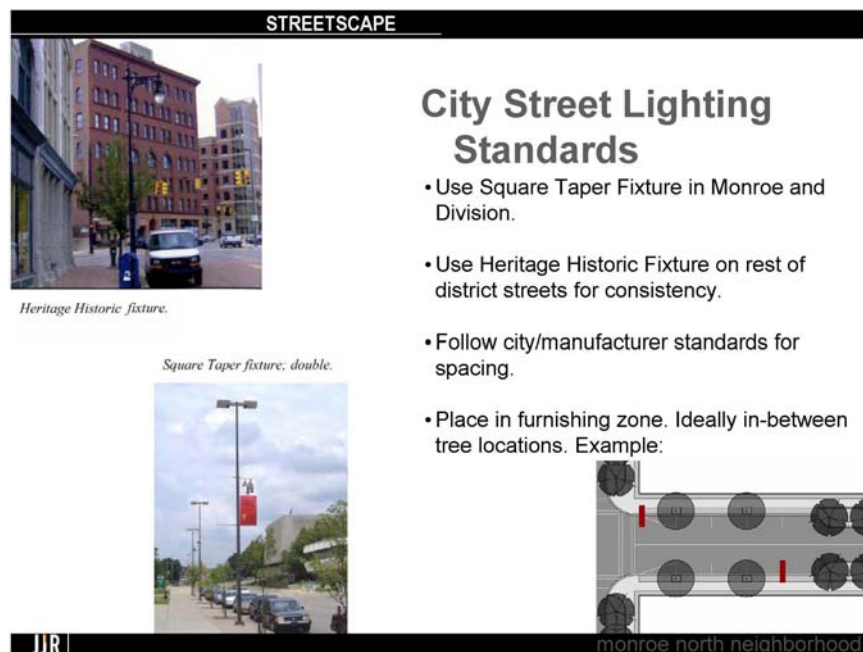 STREETSCAPE
City Street Lighting
Standards
• Use Square Taper Fixture in Monroe and
Division.
• Use Heritage Historic Fixture on rest of
district streets for consistency.
• Follow city/manufacturer standards for
spacing.
• Place in furnishing zone. Ideally in-between
tree locations. Example:
Heritage Historic fixture.
Square Taper fixture; double.
JJR
monroe north neighborhood